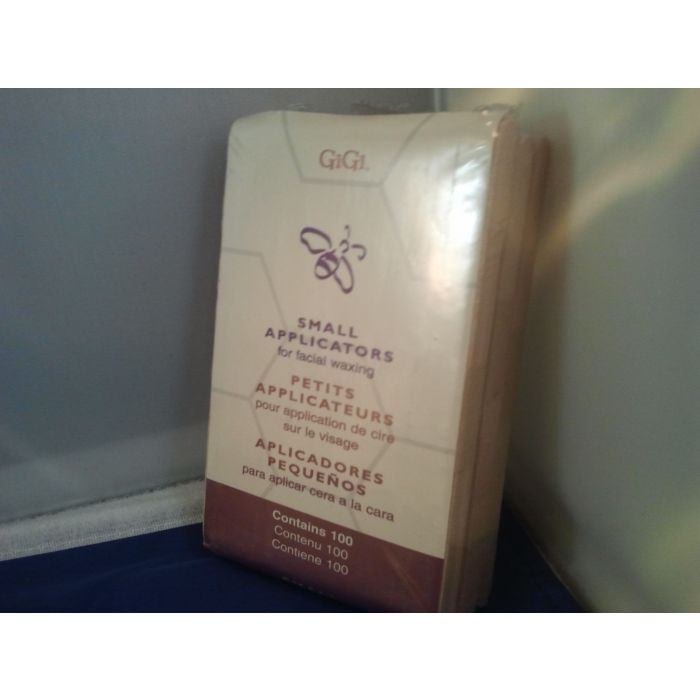 GiGi
SMALL
APPLICATORS
for facial waxing
PETITS
APPLICATEURS
pour application de cire
sur le visage
APLICADORES
PEQUEÑOS
para aplicar cera a la cara
Contains 100
Contenu 100
Contiene 100